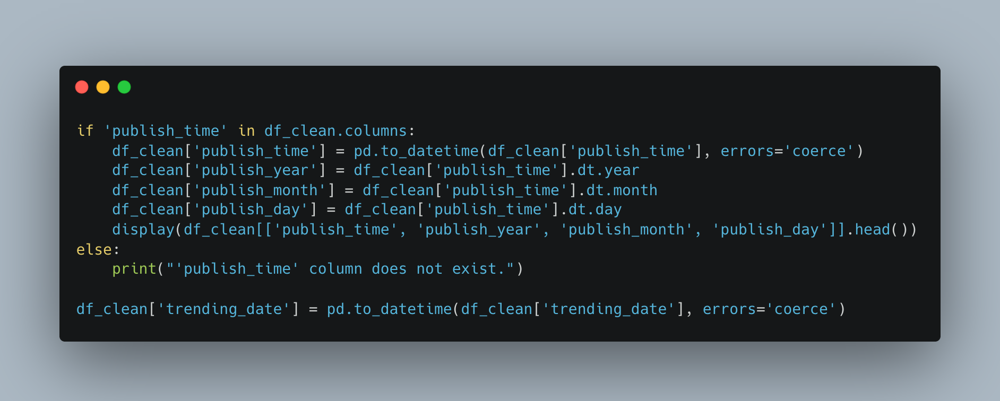 if 'publish_time' in df_clean.columns:
    df_clean['publish_time'] = pd.to_datetime(df_clean['publish_time'], errors='coerce')
    df_clean['publish_year'] = df_clean['publish_time'].dt.year
    df_clean['publish_month'] = df_clean['publish_time'].dt.month
    df_clean['publish_day'] = df_clean['publish_time'].dt.day
    display(df_clean[['publish_time', 'publish_year', 'publish_month', 'publish_day']].head())
else:
    print("'publish_time' column does not exist.")

df_clean['trending_date'] = pd.to_datetime(df_clean['trending_date'], errors='coerce')